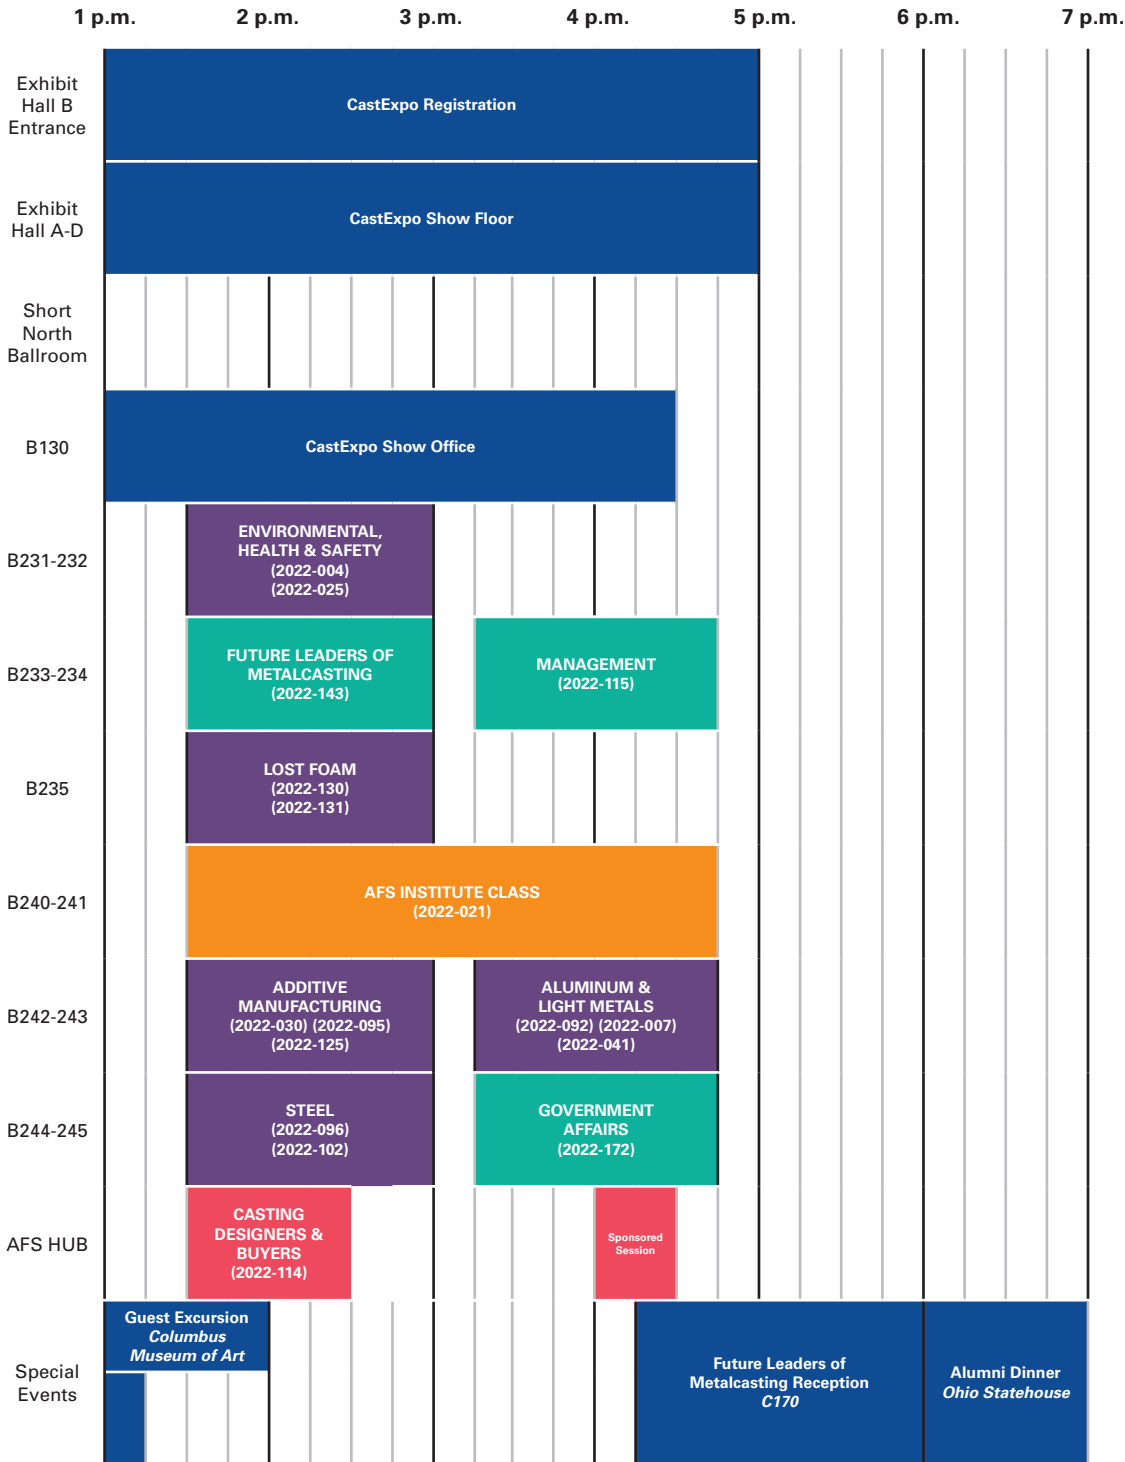 1 p.m. 2 p.m. 3 p.m. 4 p.m. 5 p.m. 6 p.m. 7 p.m.
Exhibit
Hall B
Entrance
CastExpo Registration
Exhibit
Hall A-D
CastExpo Show Floor
Short
North
Ballroom
B130
CastExpo Show Office
B231-232
ENVIRONMENTAL,
HEALTH & SAFETY
(2022-004)
(2022-025)
B233-234
FUTURE LEADERS OF
METALCASTING
(2022-143)
MANAGEMENT
(2022-115)
B235
LOST FOAM
(2022-130)
(2022-131)
B240-241
AFS INSTITUTE CLASS
(2022-021)
B242-243
ADDITIVE
MANUFACTURING
(2022-030) (2022-095)
(2022-125)
ALUMINUM &
LIGHT METALS
(2022-092) (2022-007)
(2022-041)
B244-245
STEEL
(2022-096)
(2022-102)
GOVERNMENT
AFFAIRS
(2022-172)
AFS HUB
CASTING
DESIGNERS &
BUYERS
(2022-114)
Sponsored
Session
Special
Events
Guest Excursion
Columbus
Museum of Art
Future Leaders of
Metalcasting Reception
C170
Alumni Dinner
Ohio Statehouse